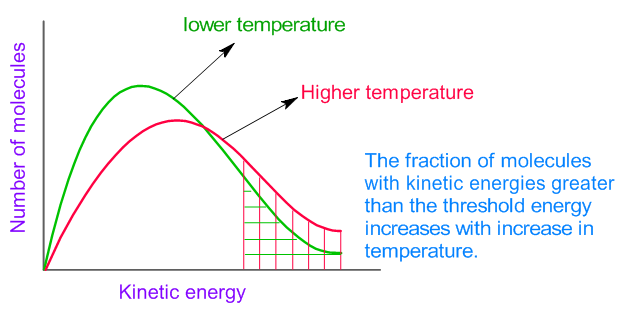 lower temperature
Higher temperature
Number of molecules
The fraction of molecules
with kinetic energies greater
than the threshold energy
increases with increase in
temperature.
Kinetic energy